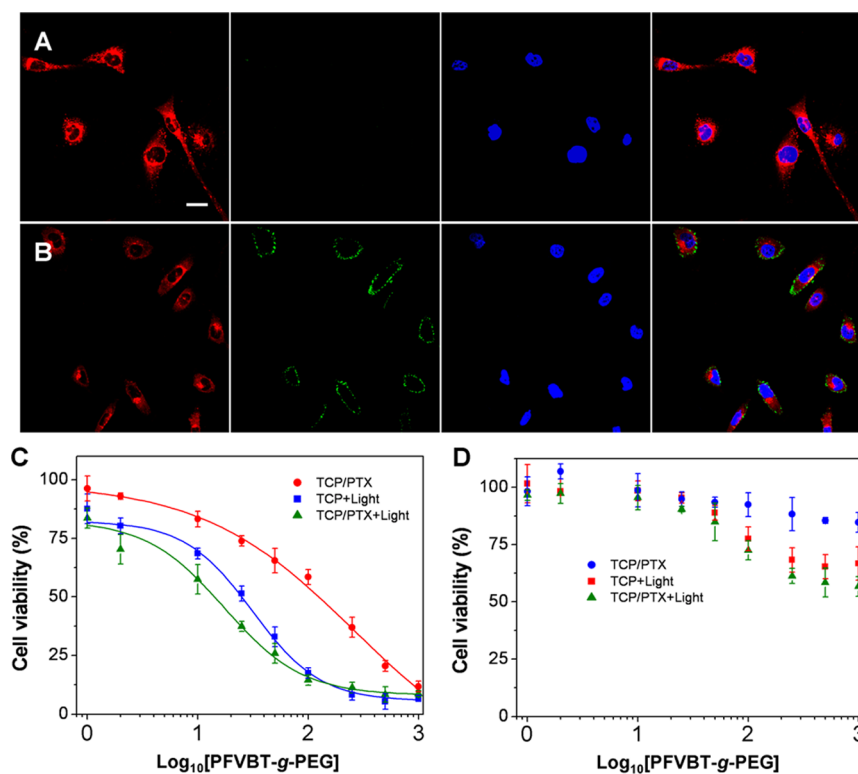 A
B
C
D
100
75
50
25
0
Cell viability (%)
TCP/PTX
TCP+Light
TCP/PTX+Light
0 1 2 3
Log10[PFVBT-g-PEG]
100
75
50
25
0
Cell viability (%)
TCP/PTX
TCP+Light
TCP/PTX+Light
0 1 2 3
Log10[PFVBT-g-PEG]